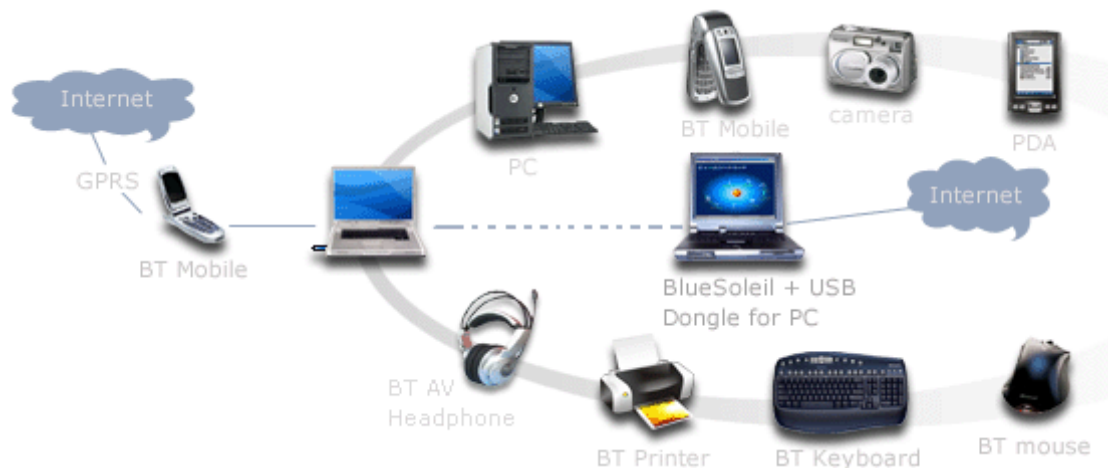 Internet
GPRS
BT Mobile
PC
BT Mobile
camera
PDA
Internet
BlueSoleil + USB
Dongle for PC
BT AV
Headphone
BT Printer
BT Keyboard
BT mouse